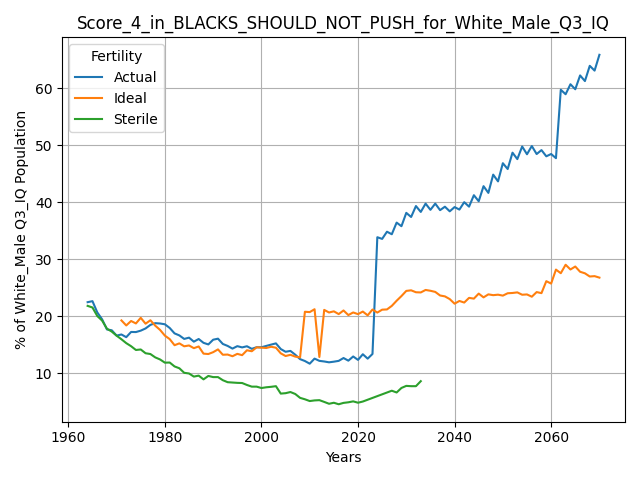 Score_4_in_BLACKS_SHOULD_NOT_PUSH_for_White_Male_Q3_IQ
Fertility
Actual
Ideal
Sterile
% of White_Male Q3_IQ Population
60
50
40
30
20
10
1960 1980 2000 2020 2040 2060
Years